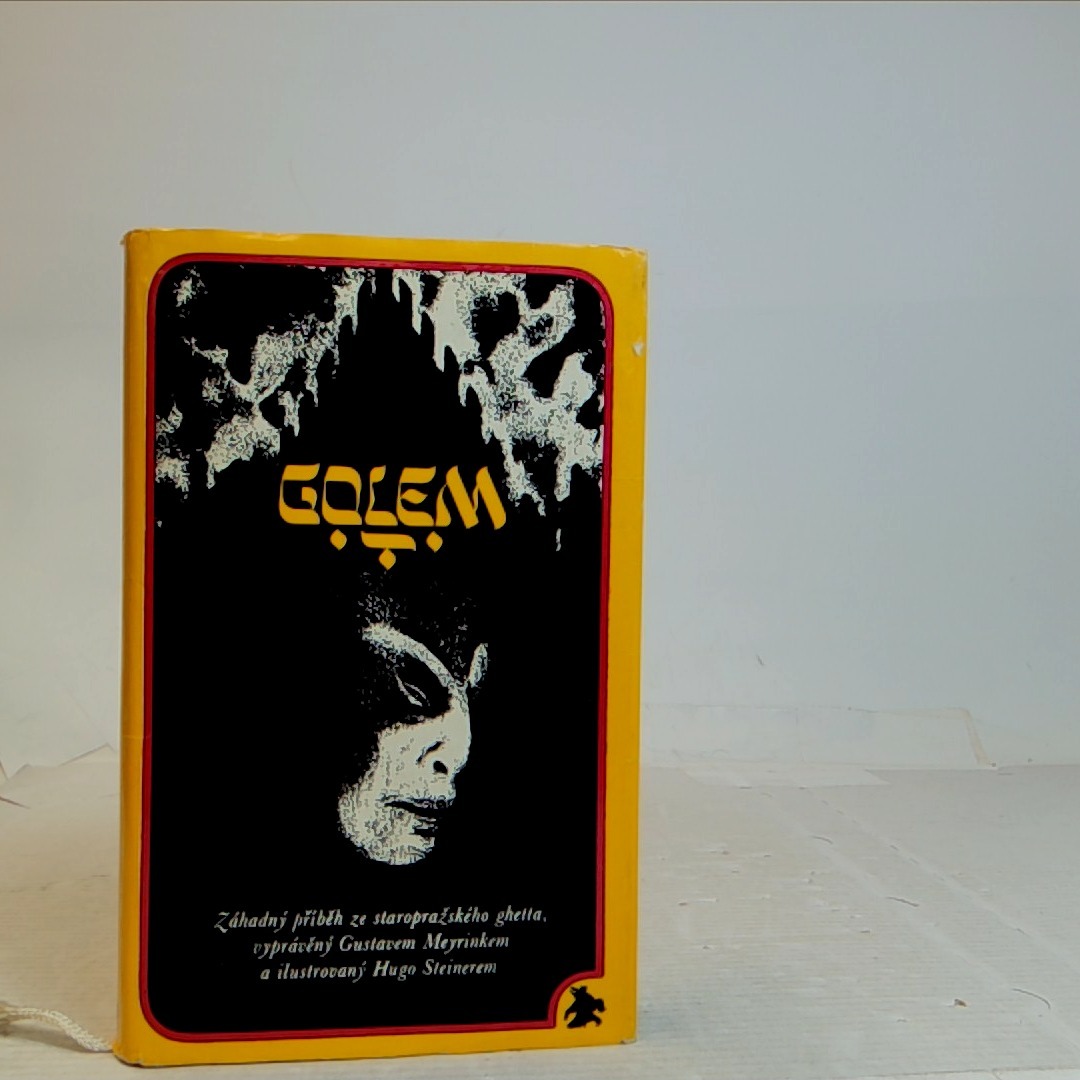 GOLEM
Záhadný příběh ze staropražského ghetta,
vyprávěný Gustavem Meyrinkem
a ilustrovaný Hugo Steinerem